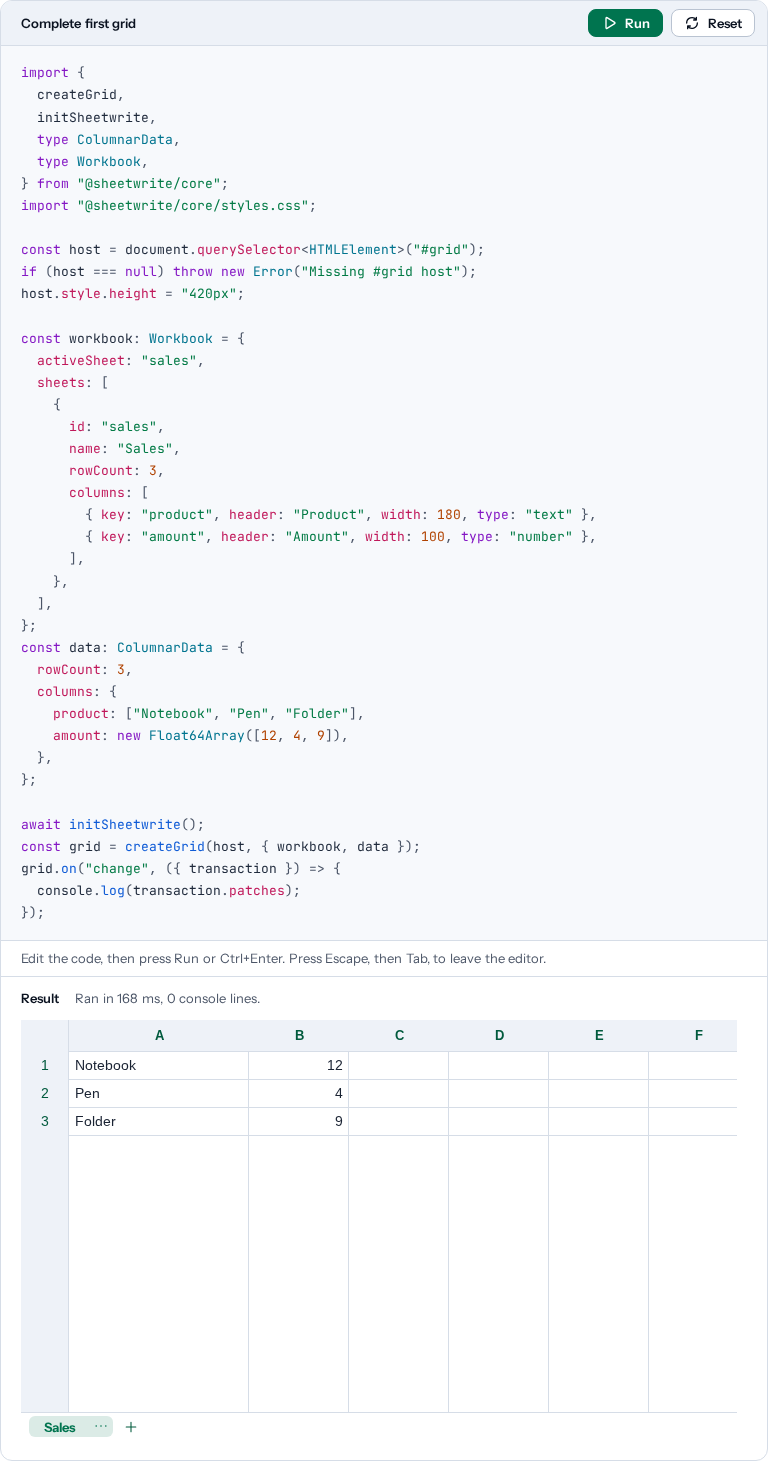 Complete first grid
Run
Reset
import {
  createGrid,
  initSheetwrite,
  type ColumnarData,
  type Workbook,
} from "@sheetwrite/core";
import "@sheetwrite/core/styles.css";
const host = document.querySelector<HTMLElement>("#grid");
if (host === null) throw new Error("Missing #grid host");
host.style.height = "420px";
const workbook: Workbook = {
  activeSheet: "sales",
  sheets: [
    {
      id: "sales",
      name: "Sales",
      rowCount: 3,
      columns: [
        { key: "product", header: "Product", width: 180, type: "text" },
        { key: "amount", header: "Amount", width: 100, type: "number" },
      ],
    },
  ],
};
const data: ColumnarData = {
  rowCount: 3,
  columns: {
    product: ["Notebook", "Pen", "Folder"],
    amount: new Float64Array([12, 4, 9]),
  },
};
await initSheetwrite();
const grid = createGrid(host, { workbook, data });
grid.on("change", ({ transaction }) => {
  console.log(transaction.patches);
});
Edit the code, then press Run or Ctrl+Enter. Press Escape, then Tab, to leave the editor.
Result Ran in 168 ms, 0 console lines.
A B C D E F
1 Notebook 12
2 Pen 4
3 Folder 9
Sales ··· +